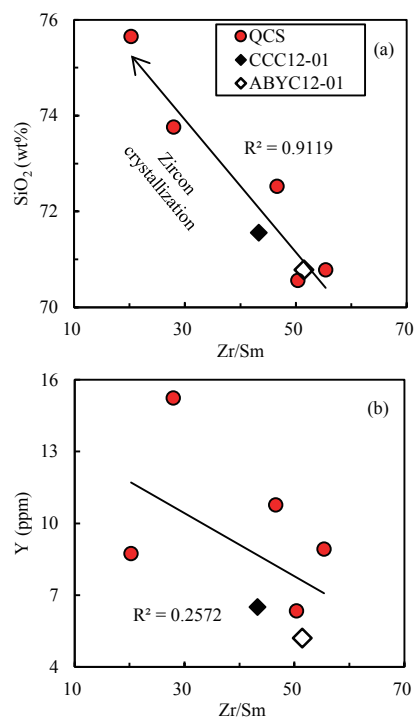 76
74
72
70
SiO₂ (wt%)
QCS
CCC12-01
ABYC12-01
(a)
R² = 0.9119
Zircon
crystallization
10 30 50 70
Zr/Sm
16
13
10
7
4
Y (ppm)
(b)
R² = 0.2572
10 30 50 70
Zr/Sm